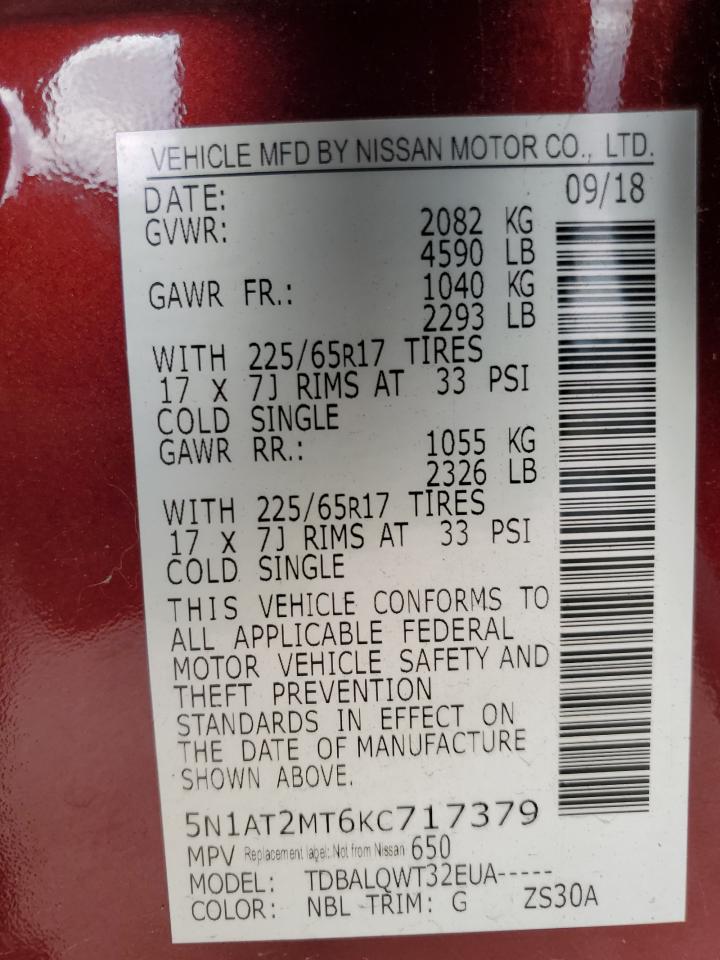 VEHICLE MFD BY NISSAN MOTOR CO., LTD.
DATE: 09/18
GVWR: 2082 KG
4590 LB
GAWR FR.: 1040 KG
2293 LB
WITH 225/65R17 TIRES
17 X 7J RIMS AT 33 PSI
COLD SINGLE
GAWR RR.: 1055 KG
2326 LB
WITH 225/65R17 TIRES
17 X 7J RIMS AT 33 PSI
COLD SINGLE
THIS VEHICLE CONFORMS TO
ALL APPLICABLE FEDERAL
MOTOR VEHICLE SAFETY AND
THEFT PREVENTION
STANDARDS IN EFFECT ON
THE DATE OF MANUFACTURE
SHOWN ABOVE.
5N1AT2MT6KC717379
MPV Replacement label: Not from Nissan 650
MODEL: TDBALQWT32EUA-----
COLOR: NBL TRIM: G ZS30A